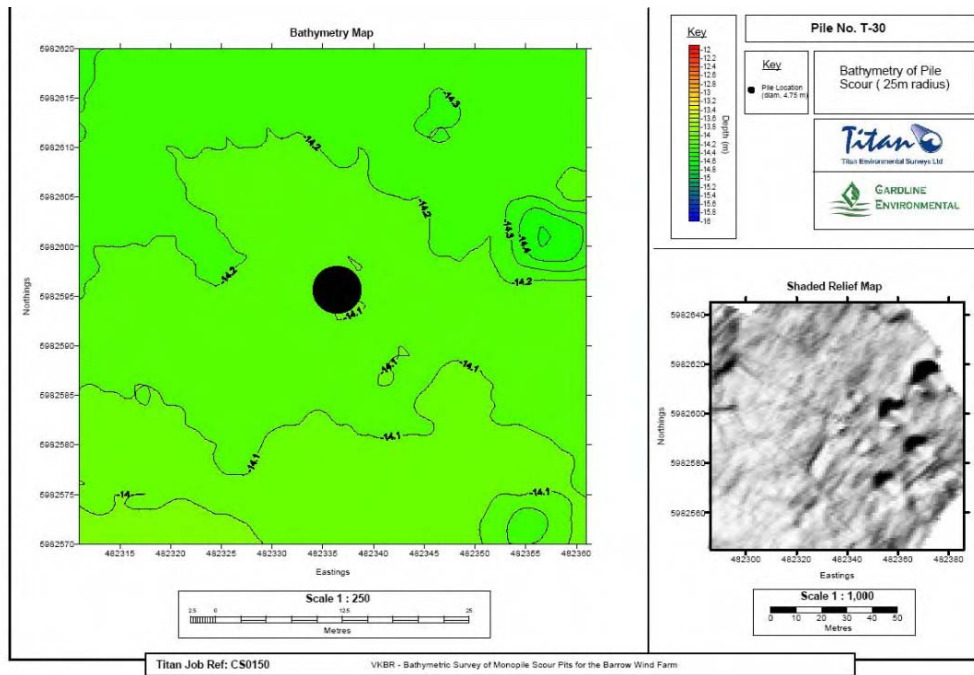 Bathymetry Map
5982620
5982615
5982610
5982605
5982600
5982595
5982590
5982585
5982580
5982575
5982570
Northings
-14.3
-14.2
-14.2
-14.3
-14.4
-14.2
-14.2
-14.1
-14.1
-14.1
-14.1
-14.1
-14
-14.1
482315 482320 482325 482330 482335 482340 482345 482350 482355 482360
Eastings
Scale 1 : 250
2.5 0 12.5 25
Metres
Key
-12
-12.2
-12.4
-12.6
-12.8
-13
-13.2
-13.4
-13.6
-13.8
-14
-14.2
-14.4
-14.6
-14.8
-15
-15.2
-15.4
-15.6
-15.8
-16
Depth (m)
Pile No. T-30
Key
Pile Location
(diam. 4.75 m)
Bathymetry of Pile
Scour ( 25m radius)
Titan
Titan Environmental Surveys Ltd
GARDLINE
ENVIRONMENTAL
Shaded Relief Map
5982640
5982620
5982600
5982580
5982560
Northings
482300 482320 482340 482360 482380
Eastings
Scale 1 : 1,000
0 10 20 30 40 50
Metres
Titan Job Ref: CS0150
VKBR - Bathymetric Survey of Monopile Scour Pits for the Barrow Wind Farm